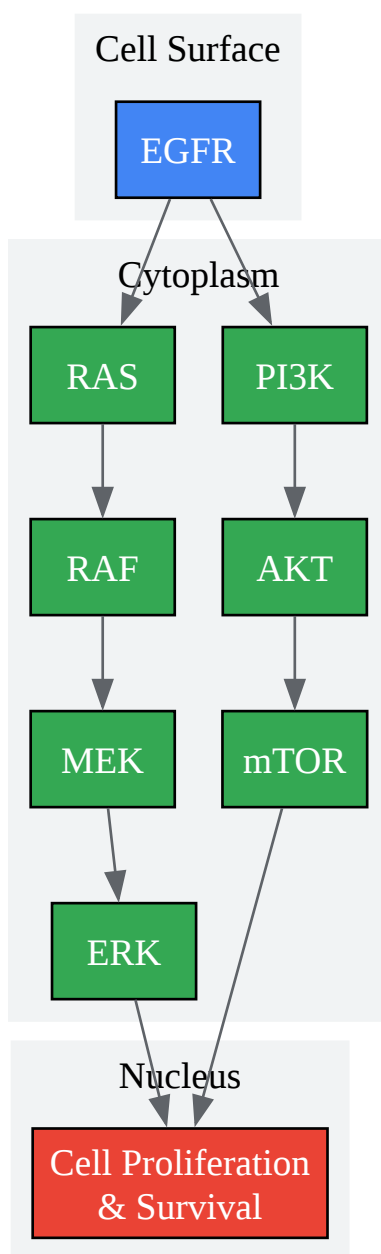 Cell Surface
EGFR
Cytoplasm
RAS
PI3K
RAF
AKT
MEK
mTOR
ERK
Nucleus
Cell Proliferation
& Survival